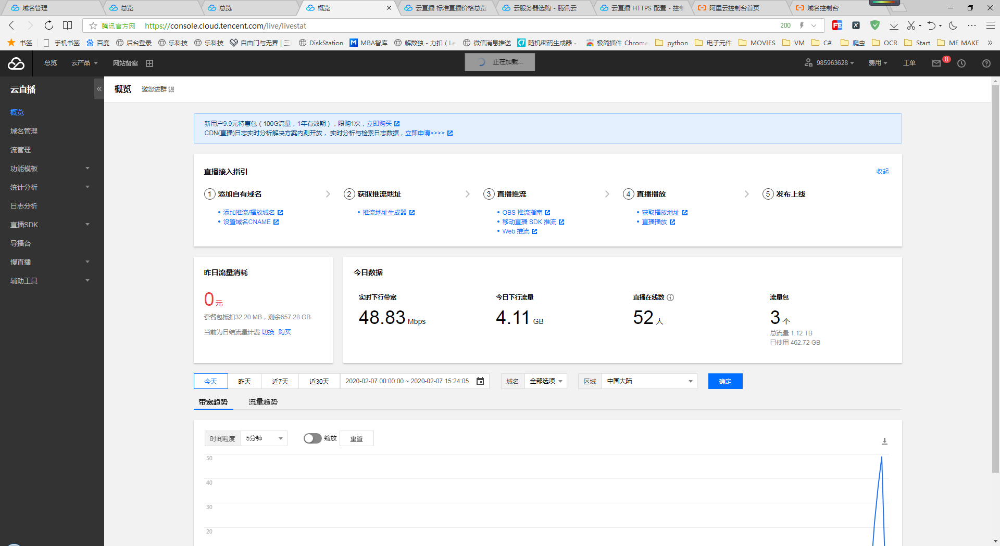 域名管理
总览
总览
概览
云直播 标准直播价格总览
云服务器选购 - 腾讯云
云直播 HTTPS 配置 - 控制
阿里云控制台首页
域名控制台
腾讯官方网
https://console.cloud.tencent.com/live/livestat
200
书签
手机书签
百度
后台登录
乐科技
乐科技
自由门与无界 | 三
DiskStation
MBA智库
解数独 - 力扣 ( Le
微信消息推送
随机密码生成器 -
极简插件_Chrome
python
电子元件
MOVIES
VM
C#
爬虫
OCR
Start
ME MAKE
»
总览
云产品
网站备案
正在加载...
985963628
费用
工单
8
云直播
«
概览
域名管理
流管理
功能模板
统计分析
日志分析
直播SDK
导播台
慢直播
辅助工具
概览
邀您进群
新用户9.9元特惠包（100G流量，1年有效期），限购1次，立即购买
CDN(直播)日志实时分析解决方案内测开放， 实时分析与检索日志数据，立即申请>>>>
直播接入指引
收起
1 添加自有域名
2 获取推流地址
3 直播推流
4 直播播放
5 发布上线
• 添加推流/播放域名
• 推流地址生成器
• OBS 推流指南
• 获取播放地址
• 设置域名CNAME
• 移动直播 SDK 推流
• 直播播放
• Web 推流
昨日流量消耗
0元
套餐包抵扣32.20 MB，剩余657.28 GB
当前为日结流量计费 切换 购买
今日数据
实时下行带宽
今日下行流量
直播在线数
流量包
48.83 Mbps
4.11 GB
52 人
3 个
总流量 1.12 TB
已使用 462.72 GB
今天
昨天
近7天
近30天
2020-02-07 00:00:00 ~ 2020-02-07 15:24:05
域名
全部选项
区域
中国大陆
确定
带宽趋势
流量趋势
时间粒度
5分钟
缩放
重置
50
40
30
20